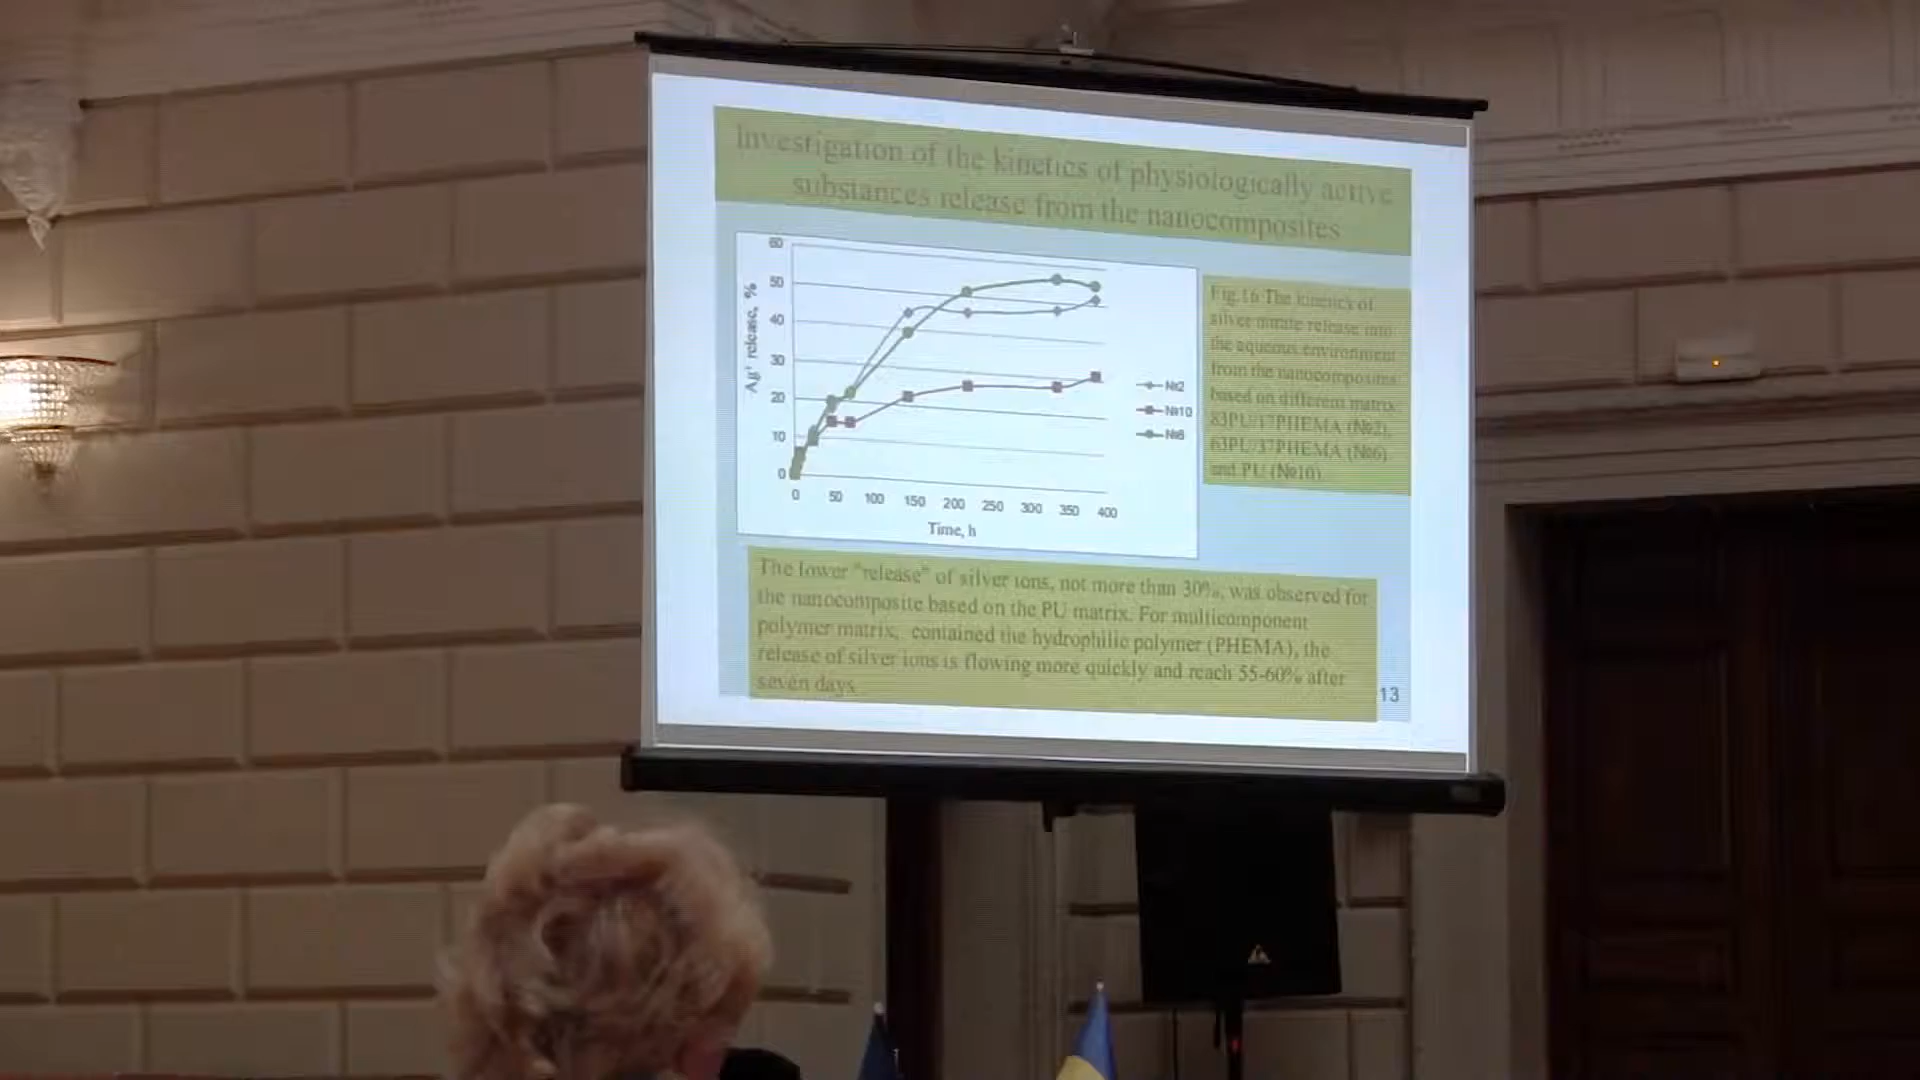 Investigation of the kinetics of physiologically active
substances release from the nanocomposites
60
50
40
30
20
10
0
Ag⁺ release, %
0 50 100 150 200 250 300 350 400
Time, h
№2
№10
№6
Fig.16 The kinetics of
silver nitrate release into
the aqueous environment
from the nanocomposites
based on different matrix:
83PU/17PHEMA (№2),
63PU/37PHEMA (№6)
and PU (№10)
The lower "release" of silver ions, not more than 30%, was observed for
the nanocomposite based on the PU matrix. For multicomponent
polymer matrix, contained the hydrophilic polymer (PHEMA), the
release of silver ions is flowing more quickly and reach 55-60% after
seven days
13